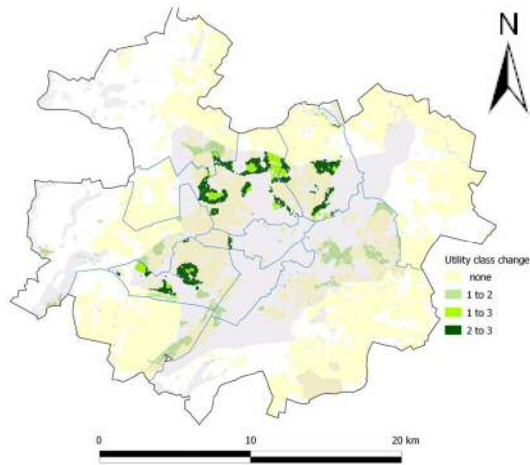 N
Utility class change
none
1 to 2
1 to 3
2 to 3
0 10 20 km